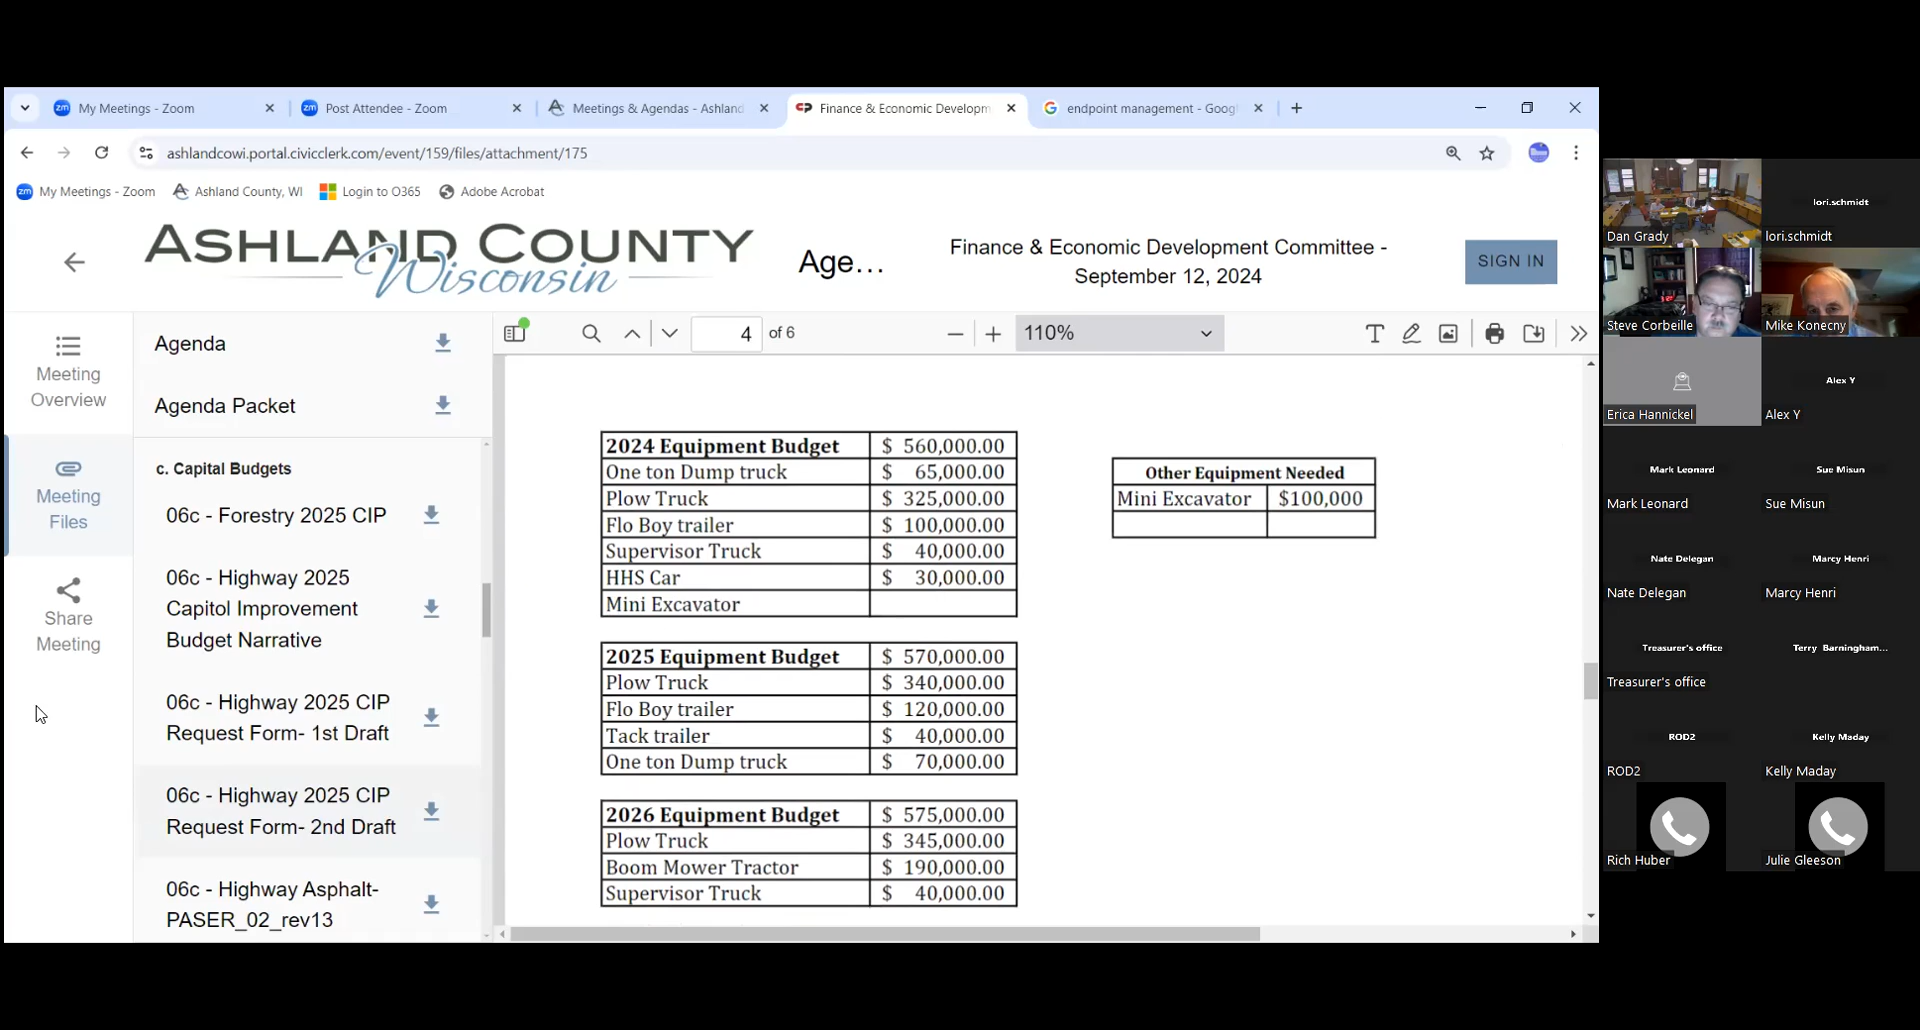 My Meetings - Zoom
Post Attendee - Zoom
Meetings & Agendas - Ashland
Finance & Economic Developm
endpoint management - Goog
ashlandcowi.portal.civicclerk.com/event/159/files/attachment/175
My Meetings - Zoom
Ashland County, WI
Login to O365
Adobe Acrobat
ASHLAND COUNTY
Wisconsin
Age...
Finance & Economic Development Committee -
September 12, 2024
SIGN IN
Meeting
Overview
Meeting
Files
Share
Meeting
Agenda
Agenda Packet
c. Capital Budgets
06c - Forestry 2025 CIP
06c - Highway 2025
Capitol Improvement
Budget Narrative
06c - Highway 2025 CIP
Request Form- 1st Draft
06c - Highway 2025 CIP
Request Form- 2nd Draft
06c - Highway Asphalt-
PASER_02_rev13
4 of 6
110%
2024 Equipment Budget $ 560,000.00
One ton Dump truck $ 65,000.00
Plow Truck $ 325,000.00
Flo Boy trailer $ 100,000.00
Supervisor Truck $ 40,000.00
HHS Car $ 30,000.00
Mini Excavator
Other Equipment Needed
Mini Excavator $100,000
2025 Equipment Budget $ 570,000.00
Plow Truck $ 340,000.00
Flo Boy trailer $ 120,000.00
Tack trailer $ 40,000.00
One ton Dump truck $ 70,000.00
2026 Equipment Budget $ 575,000.00
Plow Truck $ 345,000.00
Boom Mower Tractor $ 190,000.00
Supervisor Truck $ 40,000.00
Dan Grady
lori.schmidt
lori.schmidt
Steve Corbeille
Mike Konecny
Erica Hannickel
Alex Y
Alex Y
Mark Leonard
Mark Leonard
Sue Misun
Sue Misun
Nate Delegan
Nate Delegan
Marcy Henri
Marcy Henri
Treasurer's office
Treasurer's office
Terry Barningham...
ROD2
ROD2
Kelly Maday
Kelly Maday
Rich Huber
Julie Gleeson